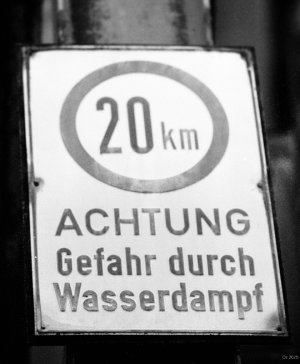 20 km
ACHTUNG
Gefahr durch
Wasserdampf